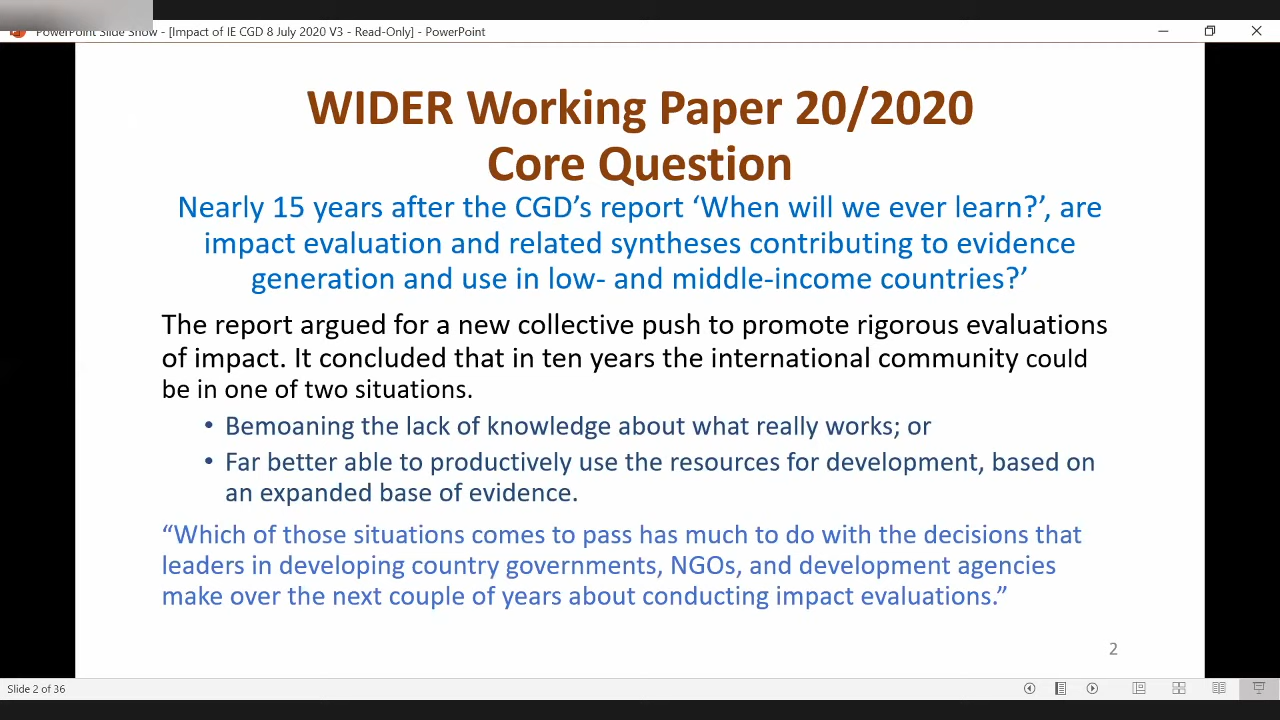 PowerPoint Slide Show - [Impact of IE CGD 8 July 2020 V3 - Read-Only] - PowerPoint
WIDER Working Paper 20/2020
Core Question
Nearly 15 years after the CGD’s report ‘When will we ever learn?’, are
impact evaluation and related syntheses contributing to evidence
generation and use in low- and middle-income countries?’
The report argued for a new collective push to promote rigorous evaluations
of impact. It concluded that in ten years the international community could
be in one of two situations.
• Bemoaning the lack of knowledge about what really works; or
• Far better able to productively use the resources for development, based on
an expanded base of evidence.
“Which of those situations comes to pass has much to do with the decisions that
leaders in developing country governments, NGOs, and development agencies
make over the next couple of years about conducting impact evaluations.”
2
Slide 2 of 36